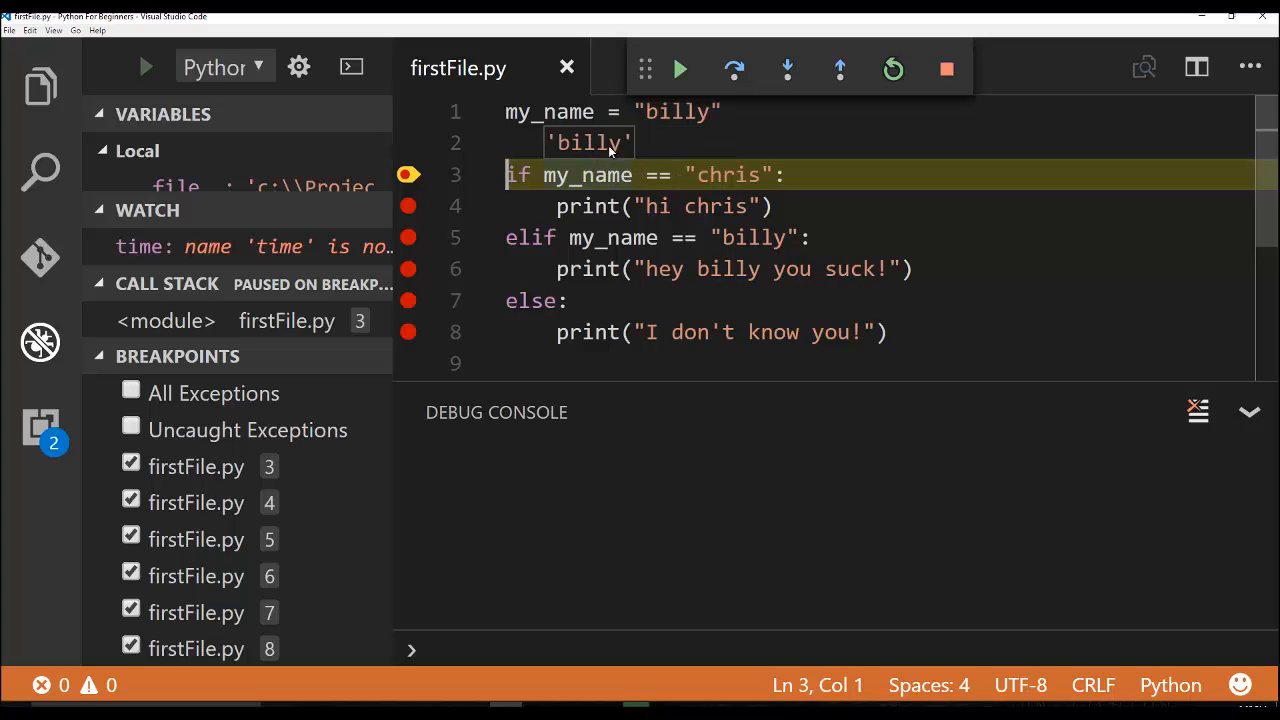 firstFile.py - Python For Beginners - Visual Studio Code
File Edit View Go Help
Python
firstFile.py
VARIABLES
Local
file : 'c:\\Projec
WATCH
time: name 'time' is no…
CALL STACK PAUSED ON BREAKP…
<module> firstFile.py 3
BREAKPOINTS
All Exceptions
Uncaught Exceptions
firstFile.py 3
firstFile.py 4
firstFile.py 5
firstFile.py 6
firstFile.py 7
firstFile.py 8
2
1 my_name = "billy"
2 'billy'
3 if my_name == "chris":
4 print("hi chris")
5 elif my_name == "billy":
6 print("hey billy you suck!")
7 else:
8 print("I don't know you!")
9
DEBUG CONSOLE
0 0 Ln 3, Col 1 Spaces: 4 UTF-8 CRLF Python